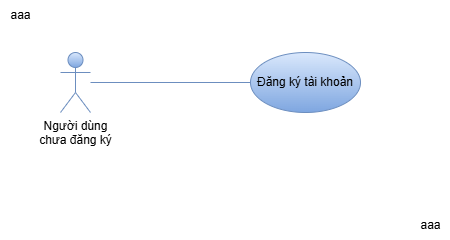 aaa
Đăng ký tài khoản
Người dùng
chưa đăng ký
aaa